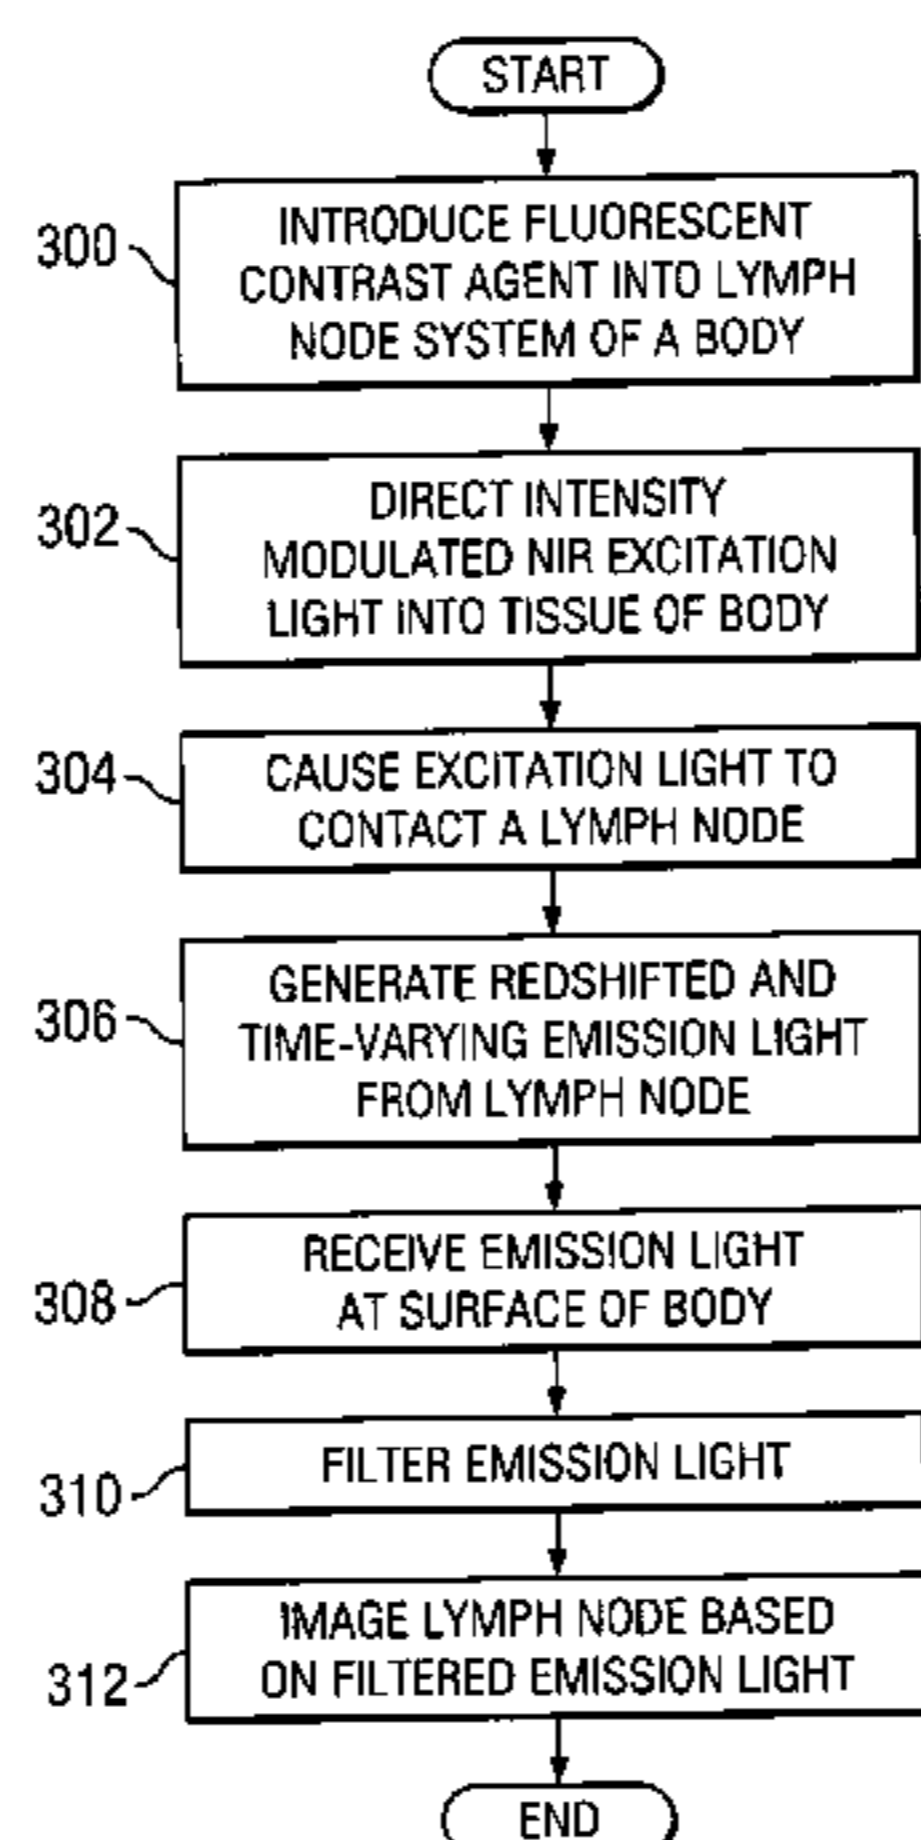 START
300
INTRODUCE FLUORESCENT
CONTRAST AGENT INTO LYMPH
NODE SYSTEM OF A BODY
302
DIRECT INTENSITY
MODULATED NIR EXCITATION
LIGHT INTO TISSUE OF BODY
304
CAUSE EXCITATION LIGHT TO
CONTACT A LYMPH NODE
306
GENERATE REDSHIFTED AND
TIME-VARYING EMISSION LIGHT
FROM LYMPH NODE
308
RECEIVE EMISSION LIGHT
AT SURFACE OF BODY
310
FILTER EMISSION LIGHT
312
IMAGE LYMPH NODE BASED
ON FILTERED EMISSION LIGHT
END